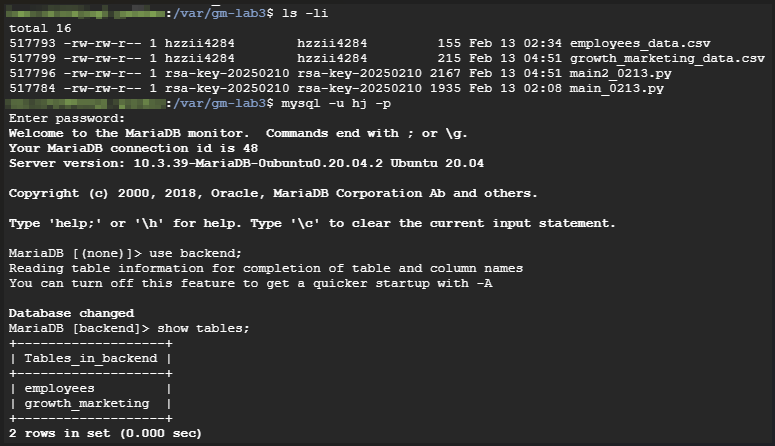 :/var/gm-lab3$ ls -li
total 16
517793 -rw-rw-r-- 1 hzzii4284        hzzii4284         155 Feb 13 02:34 employees_data.csv
517799 -rw-rw-r-- 1 hzzii4284        hzzii4284         215 Feb 13 04:51 growth_marketing_data.csv
517796 -rw-rw-r-- 1 rsa-key-20250210 rsa-key-20250210 2167 Feb 13 04:51 main2_0213.py
517784 -rw-rw-r-- 1 rsa-key-20250210 rsa-key-20250210 1935 Feb 13 02:08 main_0213.py
:/var/gm-lab3$ mysql -u hj -p
Enter password:
Welcome to the MariaDB monitor.  Commands end with ; or \g.
Your MariaDB connection id is 48
Server version: 10.3.39-MariaDB-0ubuntu0.20.04.2 Ubuntu 20.04

Copyright (c) 2000, 2018, Oracle, MariaDB Corporation Ab and others.

Type 'help;' or '\h' for help. Type '\c' to clear the current input statement.

MariaDB [(none)]> use backend;
Reading table information for completion of table and column names
You can turn off this feature to get a quicker startup with -A

Database changed
MariaDB [backend]> show tables;
+-------------------+
| Tables_in_backend |
+-------------------+
| employees         |
| growth_marketing  |
+-------------------+
2 rows in set (0.000 sec)